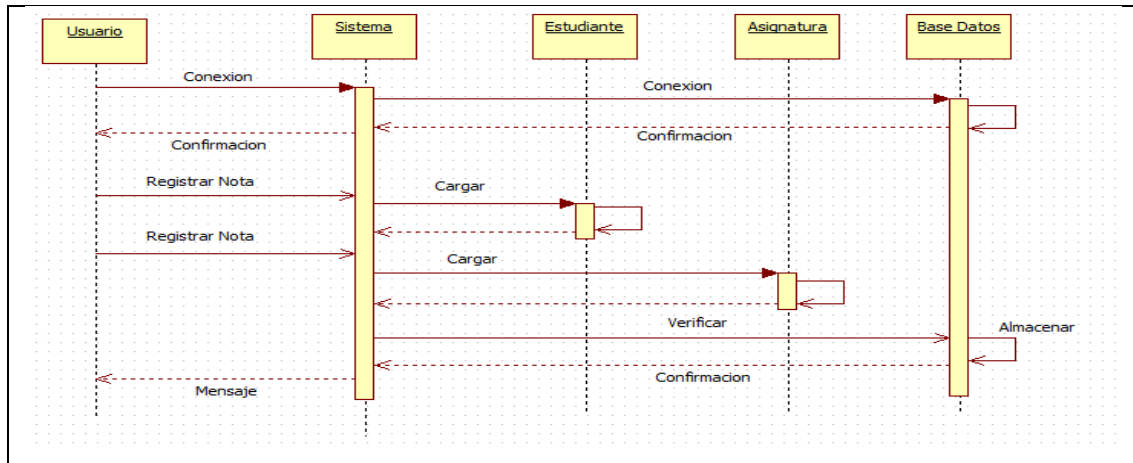 Usuario
Sistema
Estudiante
Asignatura
Base Datos
Conexion
Conexion
Confirmacion
Confirmacion
Registrar Nota
Cargar
Registrar Nota
Cargar
Verificar
Almacenar
Confirmacion
Mensaje